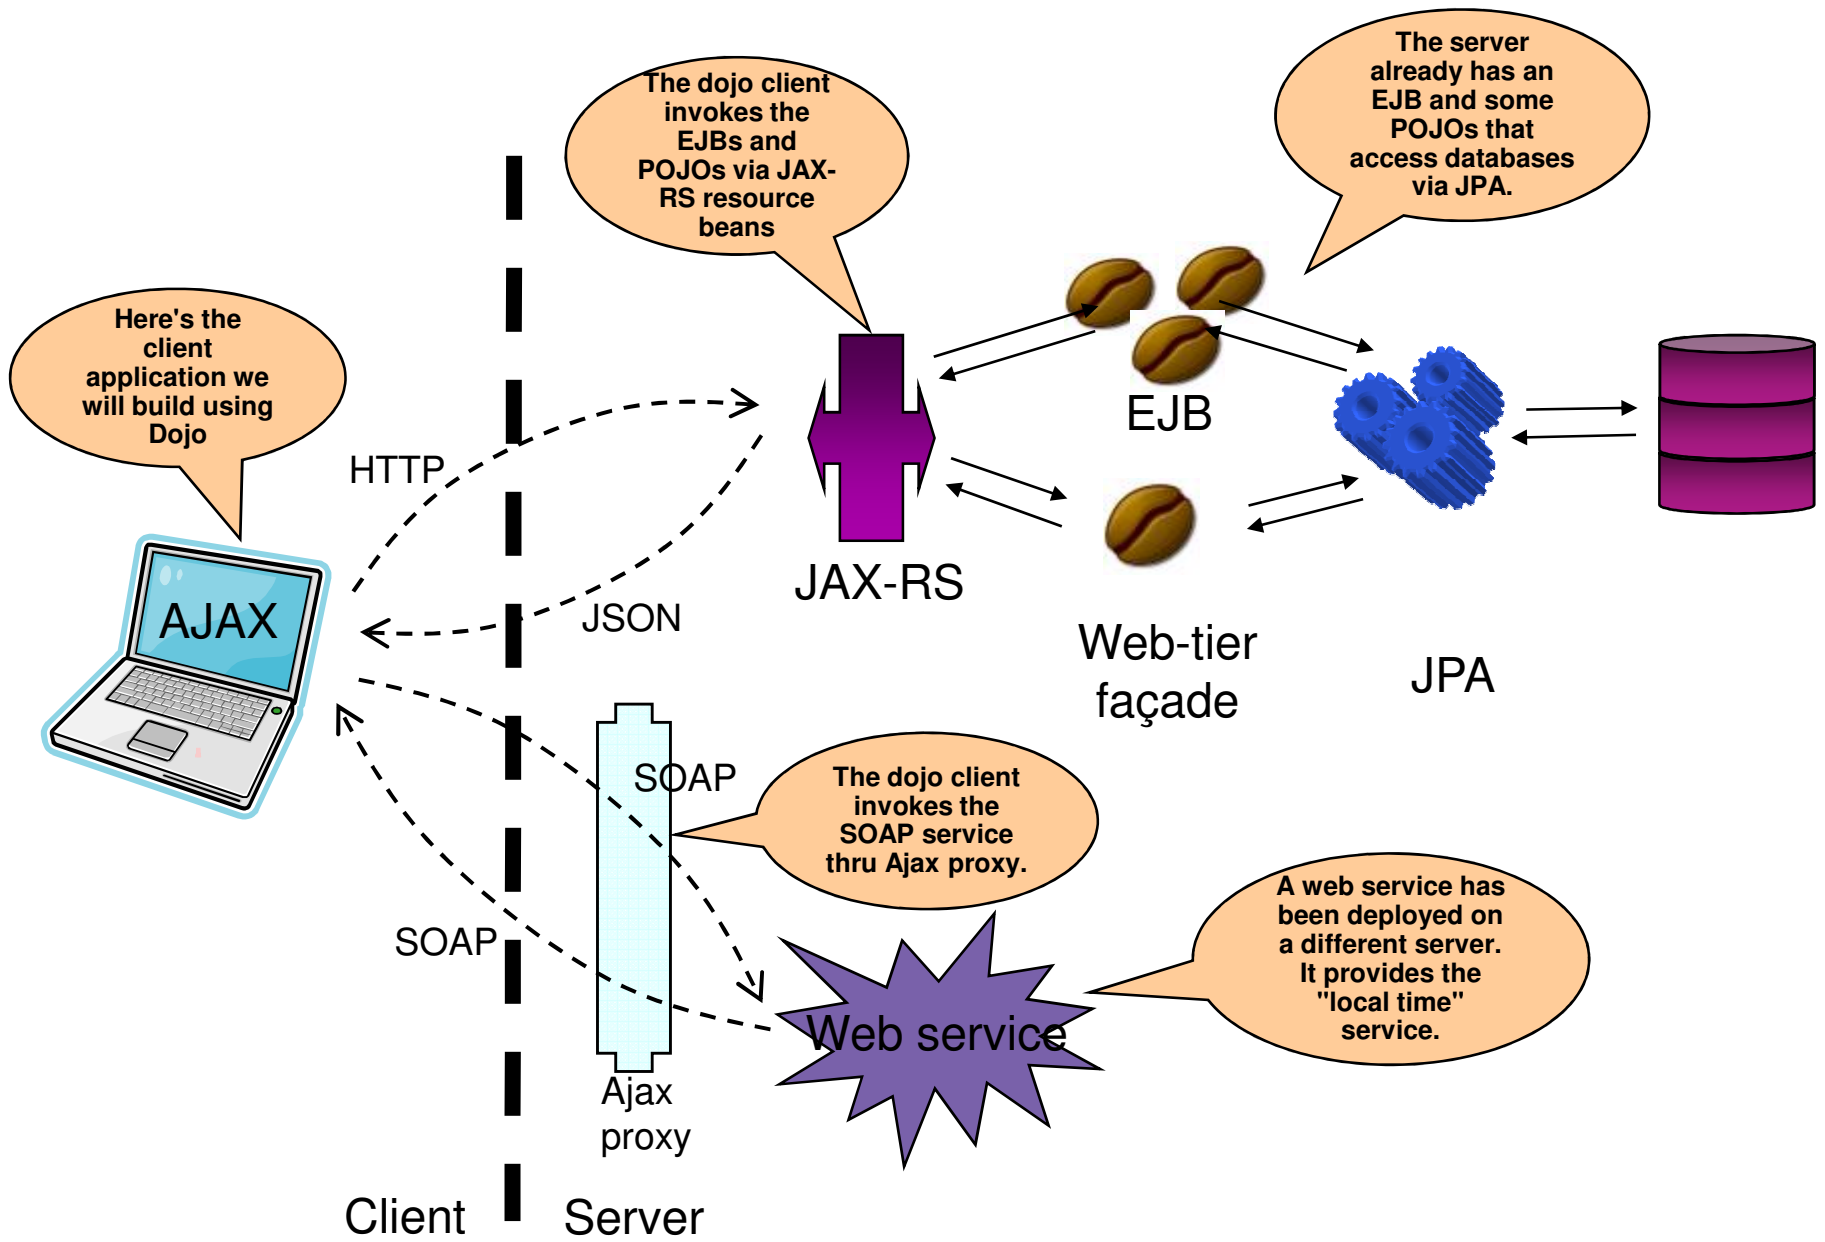 The dojo client
invokes the
EJBs and
POJOs via JAX-
RS resource
beans
The server
already has an
EJB and some
POJOs that
access databases
via JPA.
Here's the
client
application we
will build using
Dojo
HTTP
EJB
AJAX
JSON
JAX-RS
Web-tier
façade
JPA
SOAP
The dojo client
invokes the
SOAP service
thru Ajax proxy.
SOAP
A web service has
been deployed on
a different server.
It provides the
"local time"
service.
Web service
Ajax
proxy
Client
Server